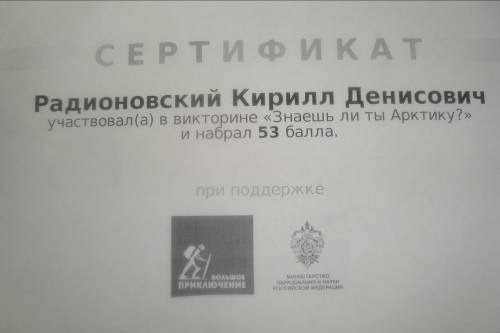 СЕРТИФИКАТ
Радионовский Кирилл Денисович
участвовал(а) в викторине «Знаешь ли ты Арктику?»
и набрал 53 балла.
при поддержке
БОЛЬШОЕ
ПРИКЛЮЧЕНИЕ
МИНИСТЕРСТВО
ОБРАЗОВАНИЯ И НАУКИ
РОССИЙСКОЙ ФЕДЕРАЦИИ